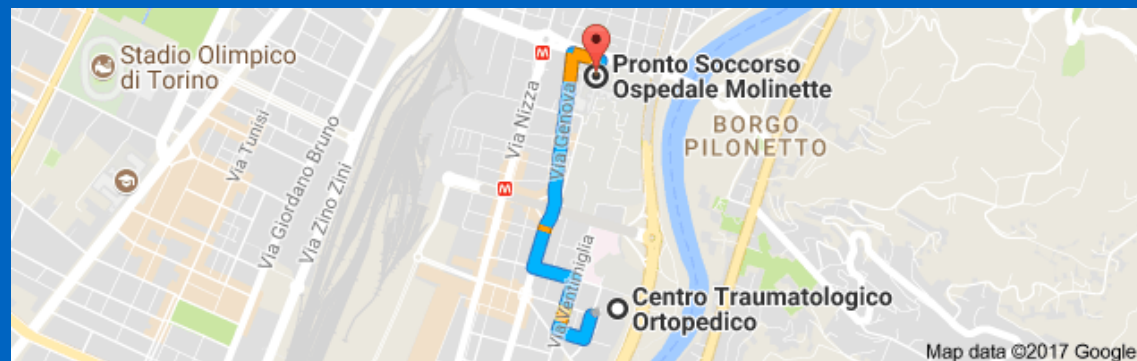 Stadio Olimpico
di Torino
M
Pronto Soccorso
Ospedale Molinette
Via Nizza
Via Genova
BORGO
PILONETTO
Via Tunisi
Via Giordano Bruno
Via Zino Zini
M
Via Ventimiglia
Centro Traumatologico
Ortopedico
Map data ©2017 Google